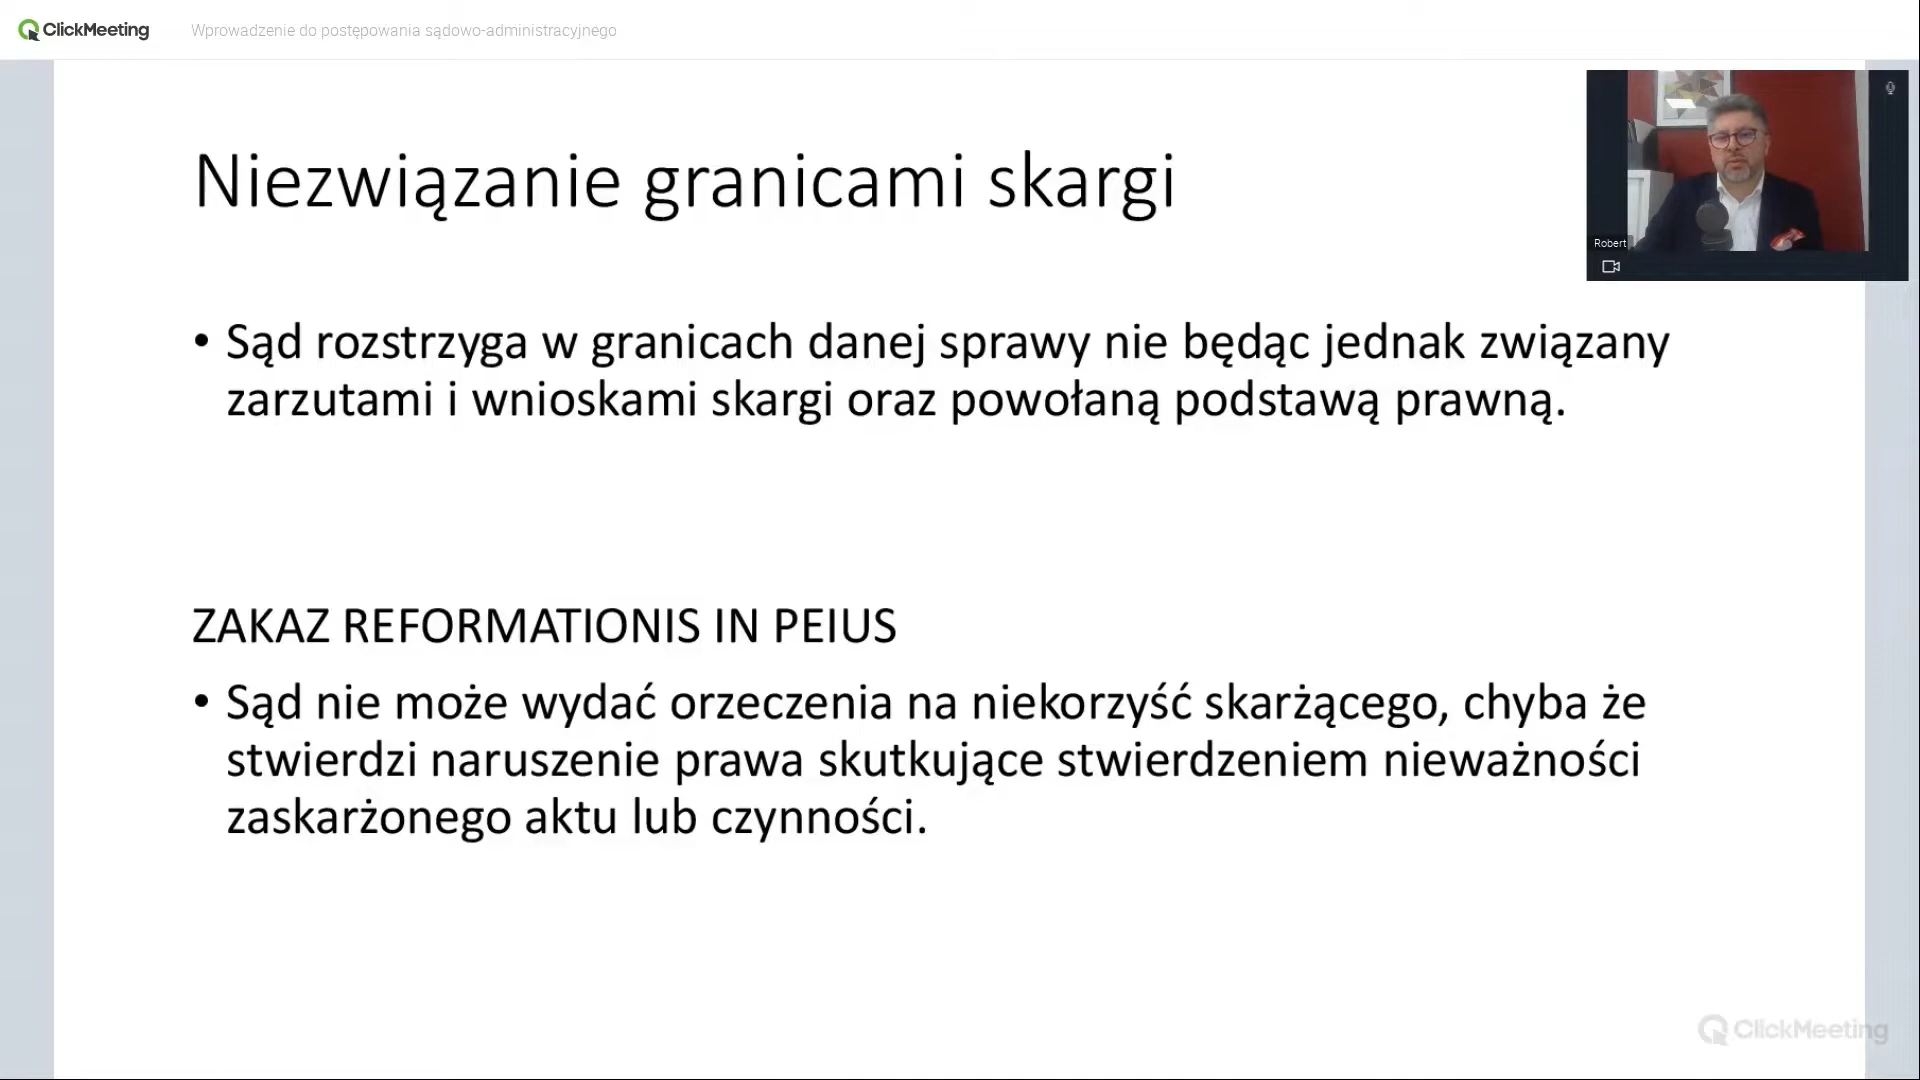 ClickMeeting
Wprowadzenie do postępowania sądowo-administracyjnego
Niezwiązanie granicami skargi
Robert
• Sąd rozstrzyga w granicach danej sprawy nie będąc jednak związany
zarzutami i wnioskami skargi oraz powołaną podstawą prawną.
ZAKAZ REFORMATIONIS IN PEIUS
• Sąd nie może wydać orzeczenia na niekorzyść skarżącego, chyba że
stwierdzi naruszenie prawa skutkujące stwierdzeniem nieważności
zaskarżonego aktu lub czynności.
ClickMeeting